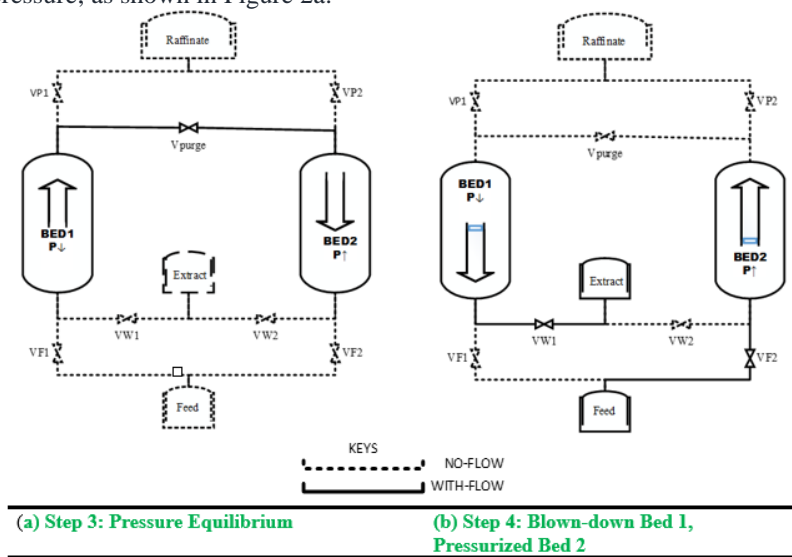 ressure, as shown in Figure 2a.
Raffinate
VP1
VP2
Vpurge
BED1
P↓
BED2
P↑
Extract
VW1
VW2
VF1
VF2
Feed
Raffinate
VP1
VP2
Vpurge
BED1
P↓
BED2
P↑
Extract
VW1
VW2
VF1
VF2
Feed
KEYS
NO-FLOW
WITH-FLOW
(a) Step 3: Pressure Equilibrium
(b) Step 4: Blown-down Bed 1,
Pressurized Bed 2